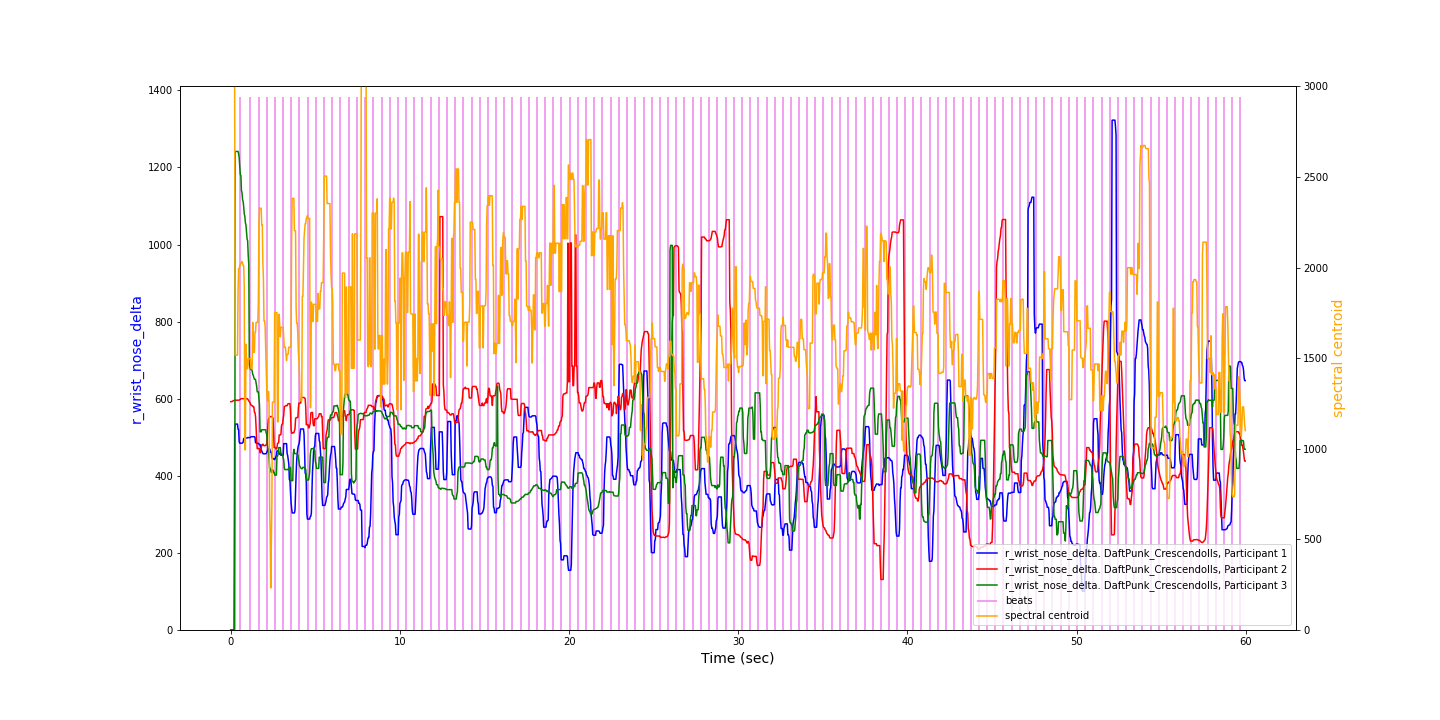 1400
1200
1000
800
600
400
200
0
r_wrist_nose_delta
3000
2500
2000
1500
1000
500
0
spectral centroid
0
10
20
30
40
50
60
Time (sec)
r_wrist_nose_delta. DaftPunk_Crescendolls, Participant 1
r_wrist_nose_delta. DaftPunk_Crescendolls, Participant 2
r_wrist_nose_delta. DaftPunk_Crescendolls, Participant 3
beats
spectral centroid